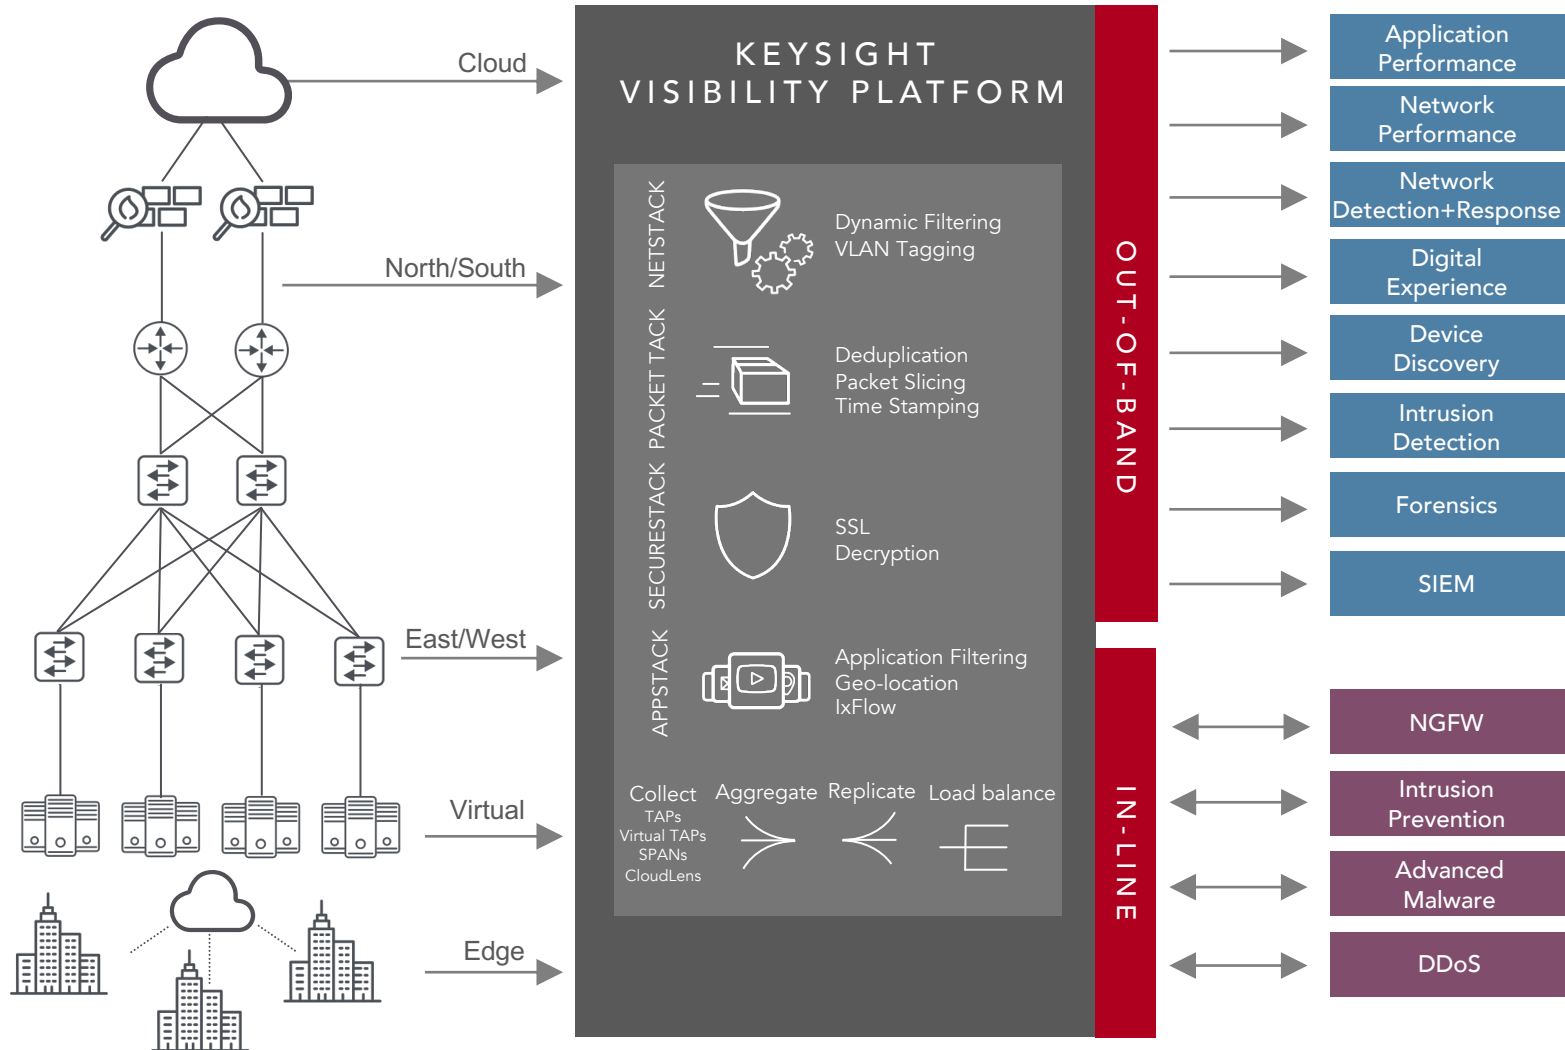 Cloud
North/South
East/West
Virtual
Edge
KEYSIGHT
VISIBILITY PLATFORM
NETSTACK
Dynamic Filtering
VLAN Tagging
PACKET TACK
Deduplication
Packet Slicing
Time Stamping
SECURESTACK
SSL
Decryption
APPSTACK
Application Filtering
Geo-location
IxFlow
Collect
TAPs
Virtual TAPs
SPANs
CloudLens
Aggregate
Replicate
Load balance
OUT-OF-BAND
IN-LINE
Application
Performance
Network
Performance
Network
Detection+Response
Digital
Experience
Device
Discovery
Intrusion
Detection
Forensics
SIEM
NGFW
Intrusion
Prevention
Advanced
Malware
DDoS